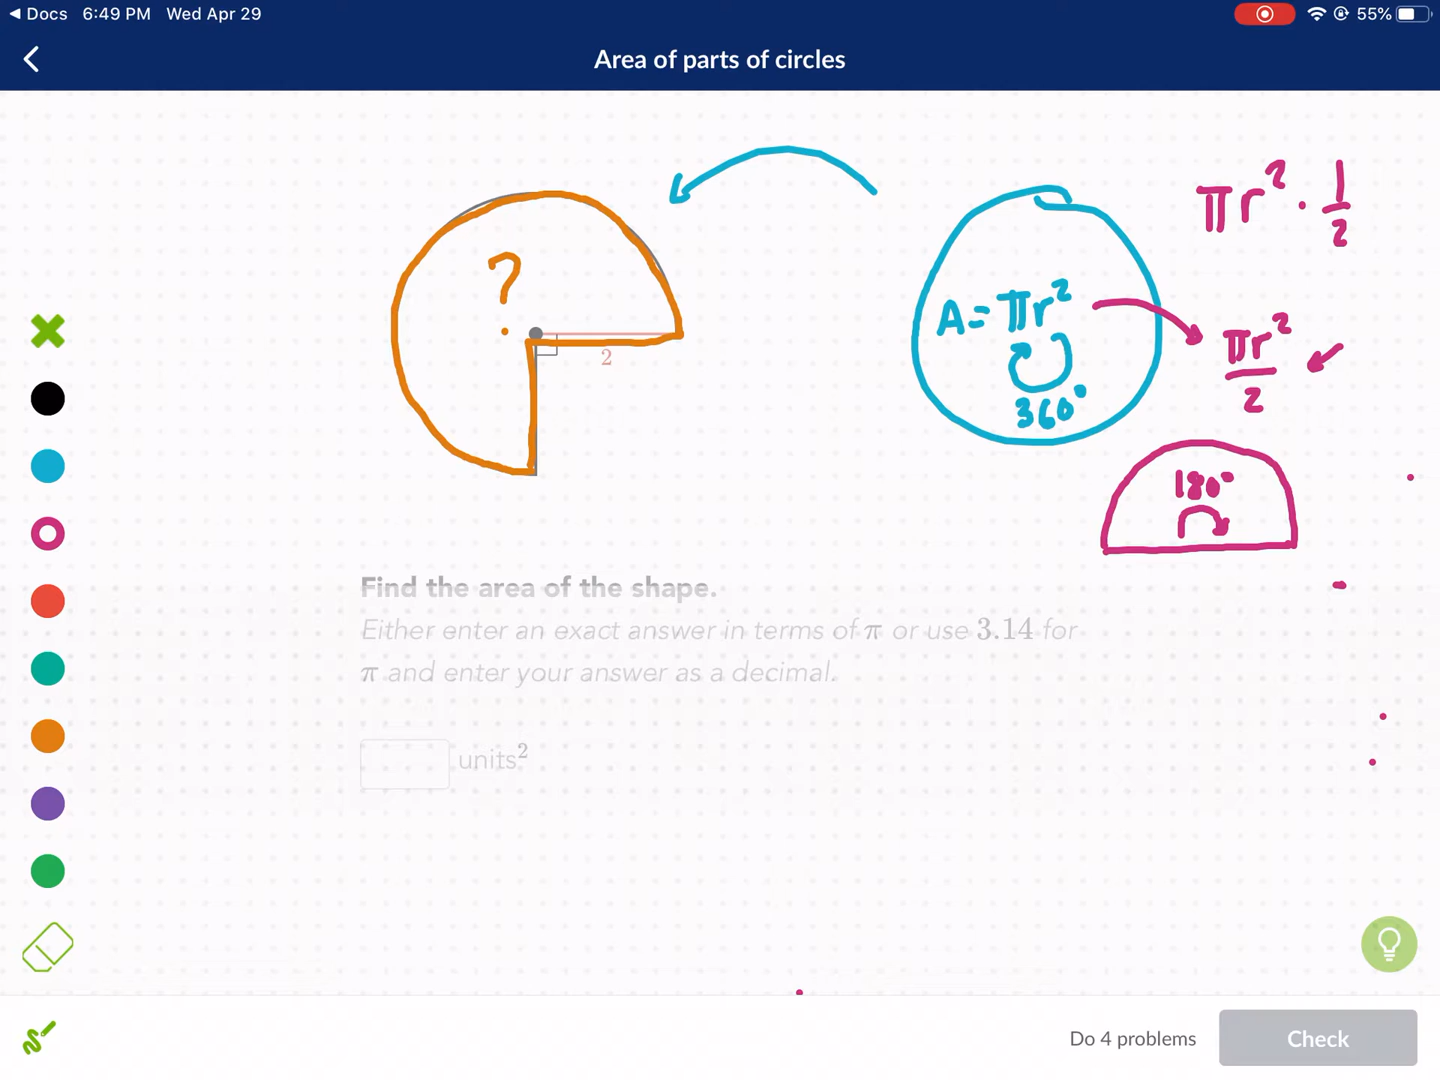 Docs 6:49 PM Wed Apr 29 55%
Area of parts of circles
?
2
A = πr²
360°
πr² · 1/2
πr²/2
180°
Find the area of the shape.
Either enter an exact answer in terms of π or use 3.14 for
π and enter your answer as a decimal.
units²
Do 4 problems
Check